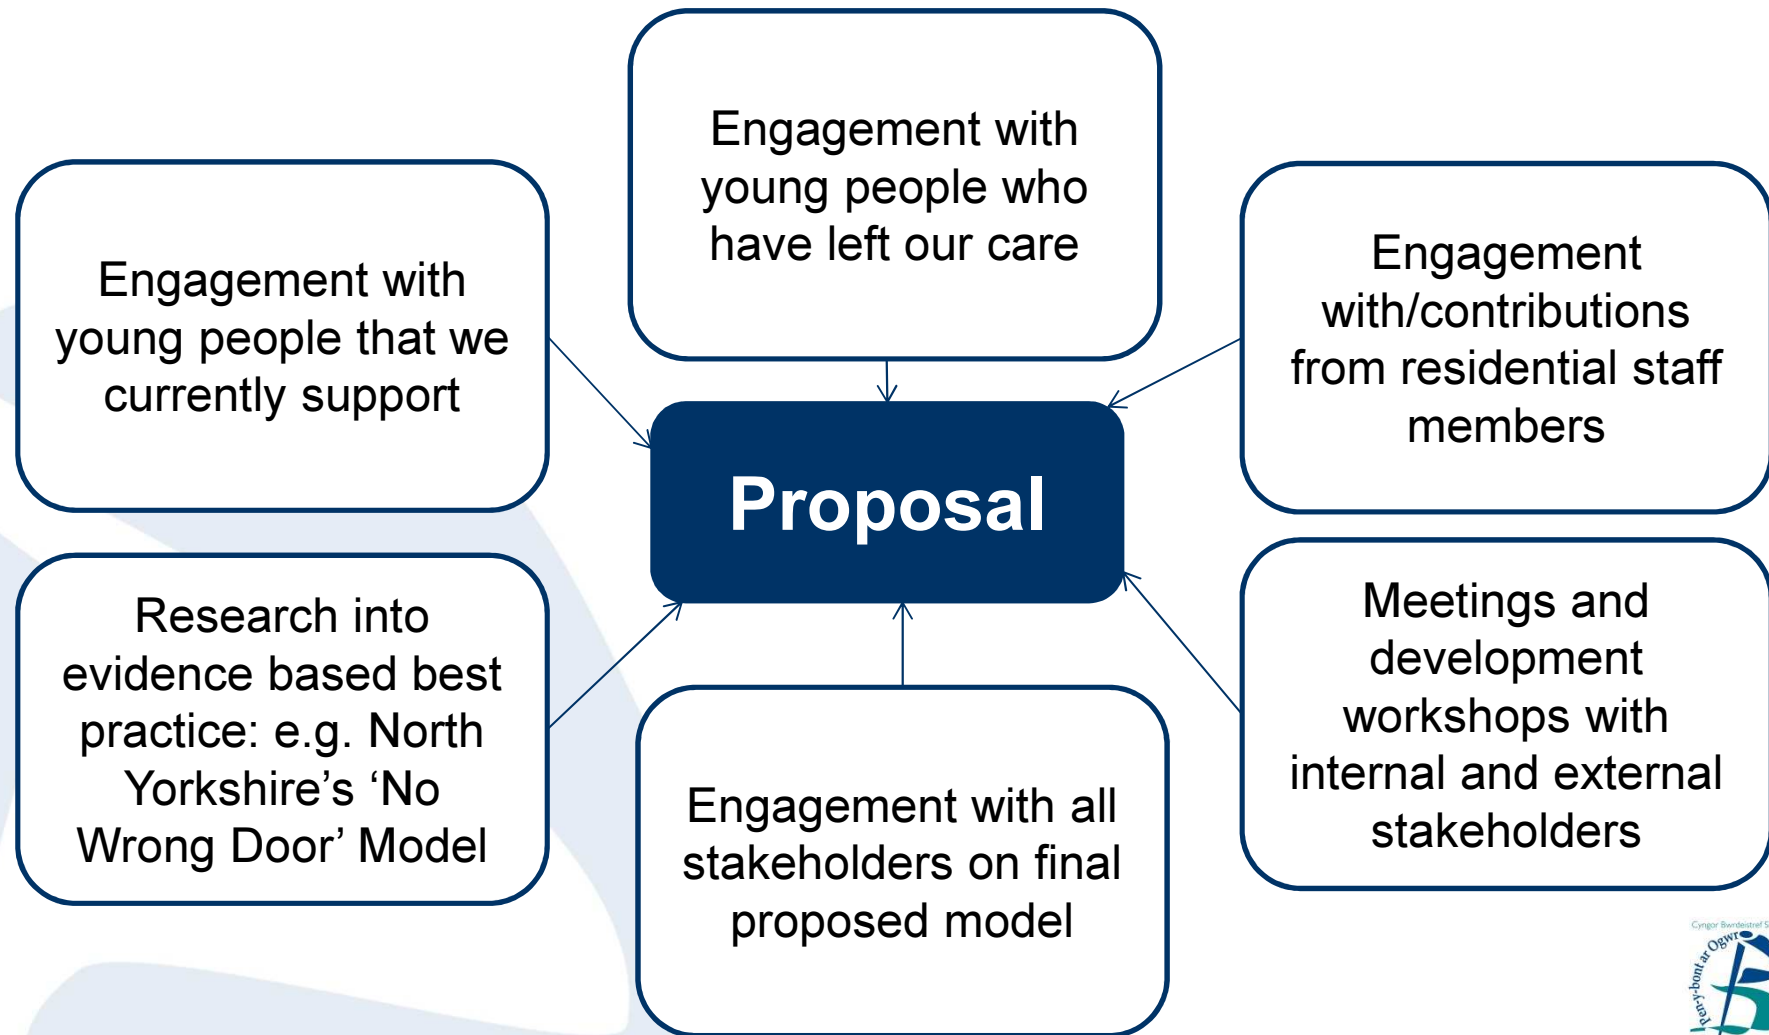 Engagement with
young people who
have left our care
Engagement with
young people that we
currently support
Engagement
with/contributions
from residential staff
members
Proposal
Research into
evidence based best
practice: e.g. North
Yorkshire’s ‘No
Wrong Door’ Model
Engagement with all
stakeholders on final
proposed model
Meetings and
development
workshops with
internal and external
stakeholders
Cyngor Bwrdeistref
Pen-y-bont ar Ogwr